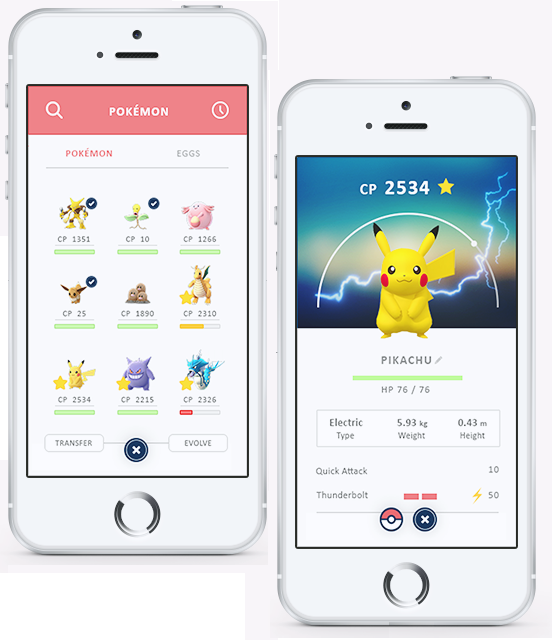 POKÉMON
POKÉMON EGGS
CP 1351 CP 10 CP 1266
CP 25 CP 1890 CP 2310
CP 2534 CP 2215 CP 2326
TRANSFER EVOLVE
CP 2534
PIKACHU
HP 76 / 76
Electric 5.93 kg 0.43 m
Type Weight Height
Quick Attack 10
Thunderbolt 50